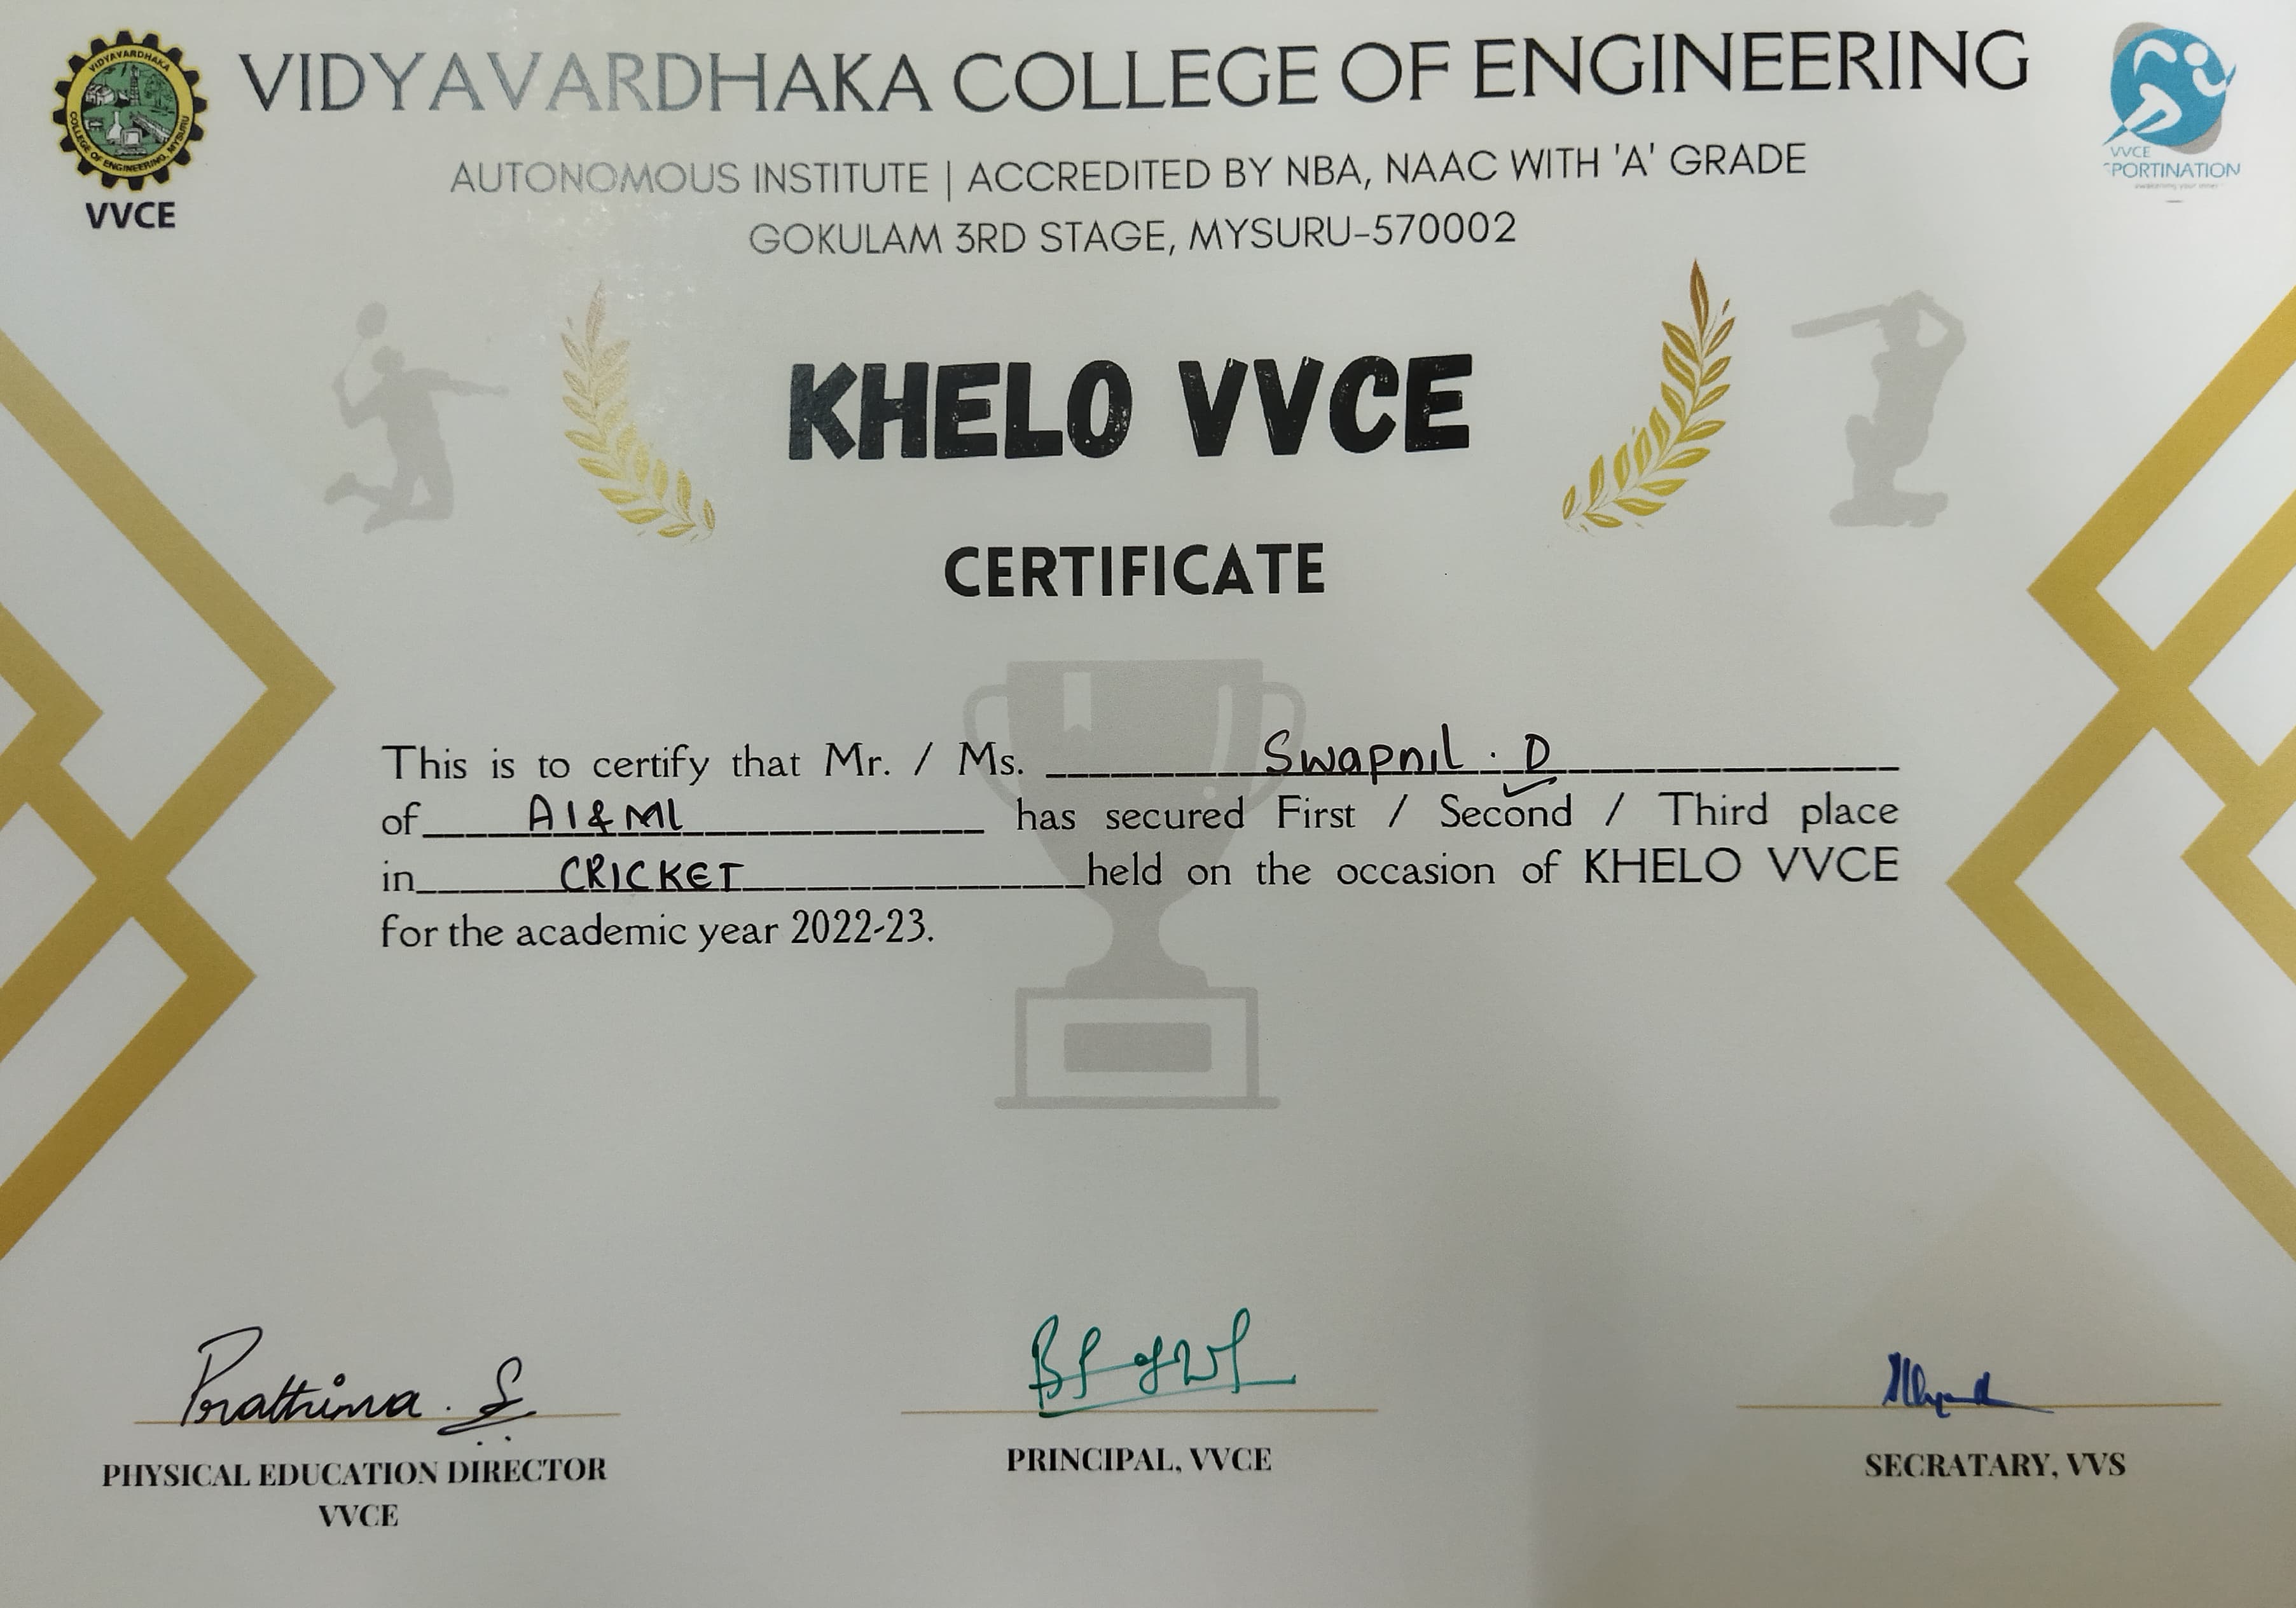 VIDYAVARDHAKA COLLEGE OF ENGINEERING
VIDYAVARDHAKA
COLLEGE OF ENGINEERING, MYSURU
VVCE
VVCE
SPORTINATION
AUTONOMOUS INSTITUTE | ACCREDITED BY NBA, NAAC WITH 'A' GRADE
GOKULAM 3RD STAGE, MYSURU-570002
KHELO VVCE
CERTIFICATE
This is to certify that Mr. / Ms. Swapnil . D
of AI & ML has secured First / Second / Third place
in CRICKET held on the occasion of KHELO VVCE
for the academic year 2022-23.
Prathima . S
PHYSICAL EDUCATION DIRECTOR
VVCE
PRINCIPAL, VVCE
SECRATARY, VVS